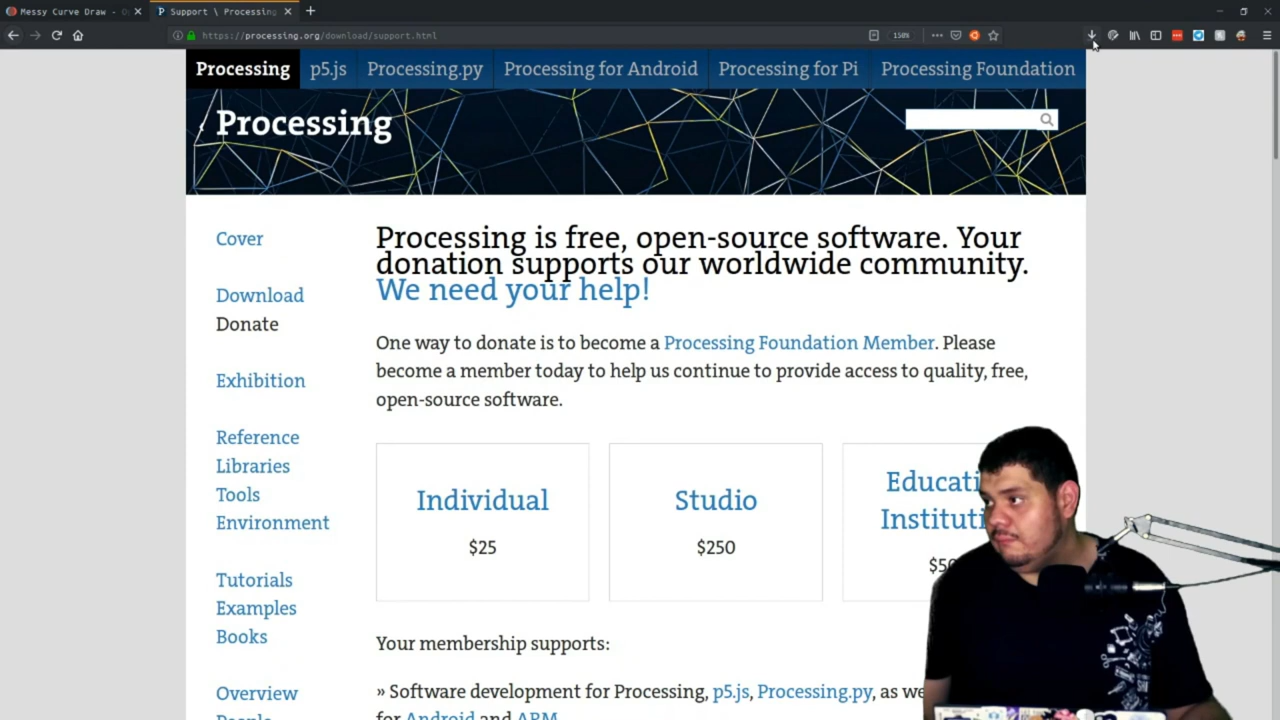 Messy Curve Draw - O
Support \ Processing
https://processing.org/download/support.html
150%
Processing
p5.js
Processing.py
Processing for Android
Processing for Pi
Processing Foundation
Processing
Cover
Download
Donate
Exhibition
Reference
Libraries
Tools
Environment
Tutorials
Examples
Books
Overview
People
Processing is free, open-source software. Your
donation supports our worldwide community.
We need your help!
One way to donate is to become a Processing Foundation Member. Please
become a member today to help us continue to provide access to quality, free,
open-source software.
Individual
$25
Studio
$250
Educati
Instituti
$50
Your membership supports:
» Software development for Processing, p5.js, Processing.py, as we
for Android and ARM